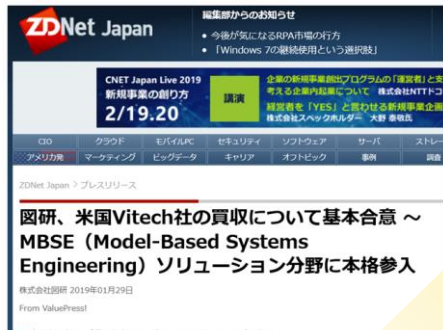 ZDNet Japan
編集部からのお知らせ
• 今後が気になるRPA市場の行方
• 「Windows 7の継続使用という選択肢」
CNET Japan Live 2019
新規事業の創り方
2/19.20
講演
企業の新規事業創出プログラムの「運営者」と支
考える企業内起業について 株式会社NTTドコ
経営者を「YES」と言わせる新規事業企画
株式会社スペックホルダー 大野 泰敬氏
CIO クラウド モバイル/PC セキュリティ ソフトウェア サーバ ストレー
アメリカ発 マーケティング ビッグデータ キャリア オフトピック 事例 調査
ZDNet Japan > プレスリリース
図研、米国Vitech社の買収について基本合意 ~
MBSE（Model-Based Systems
Engineering）ソリューション分野に本格参入
株式会社図研 2019年01月29日
From ValuePress!